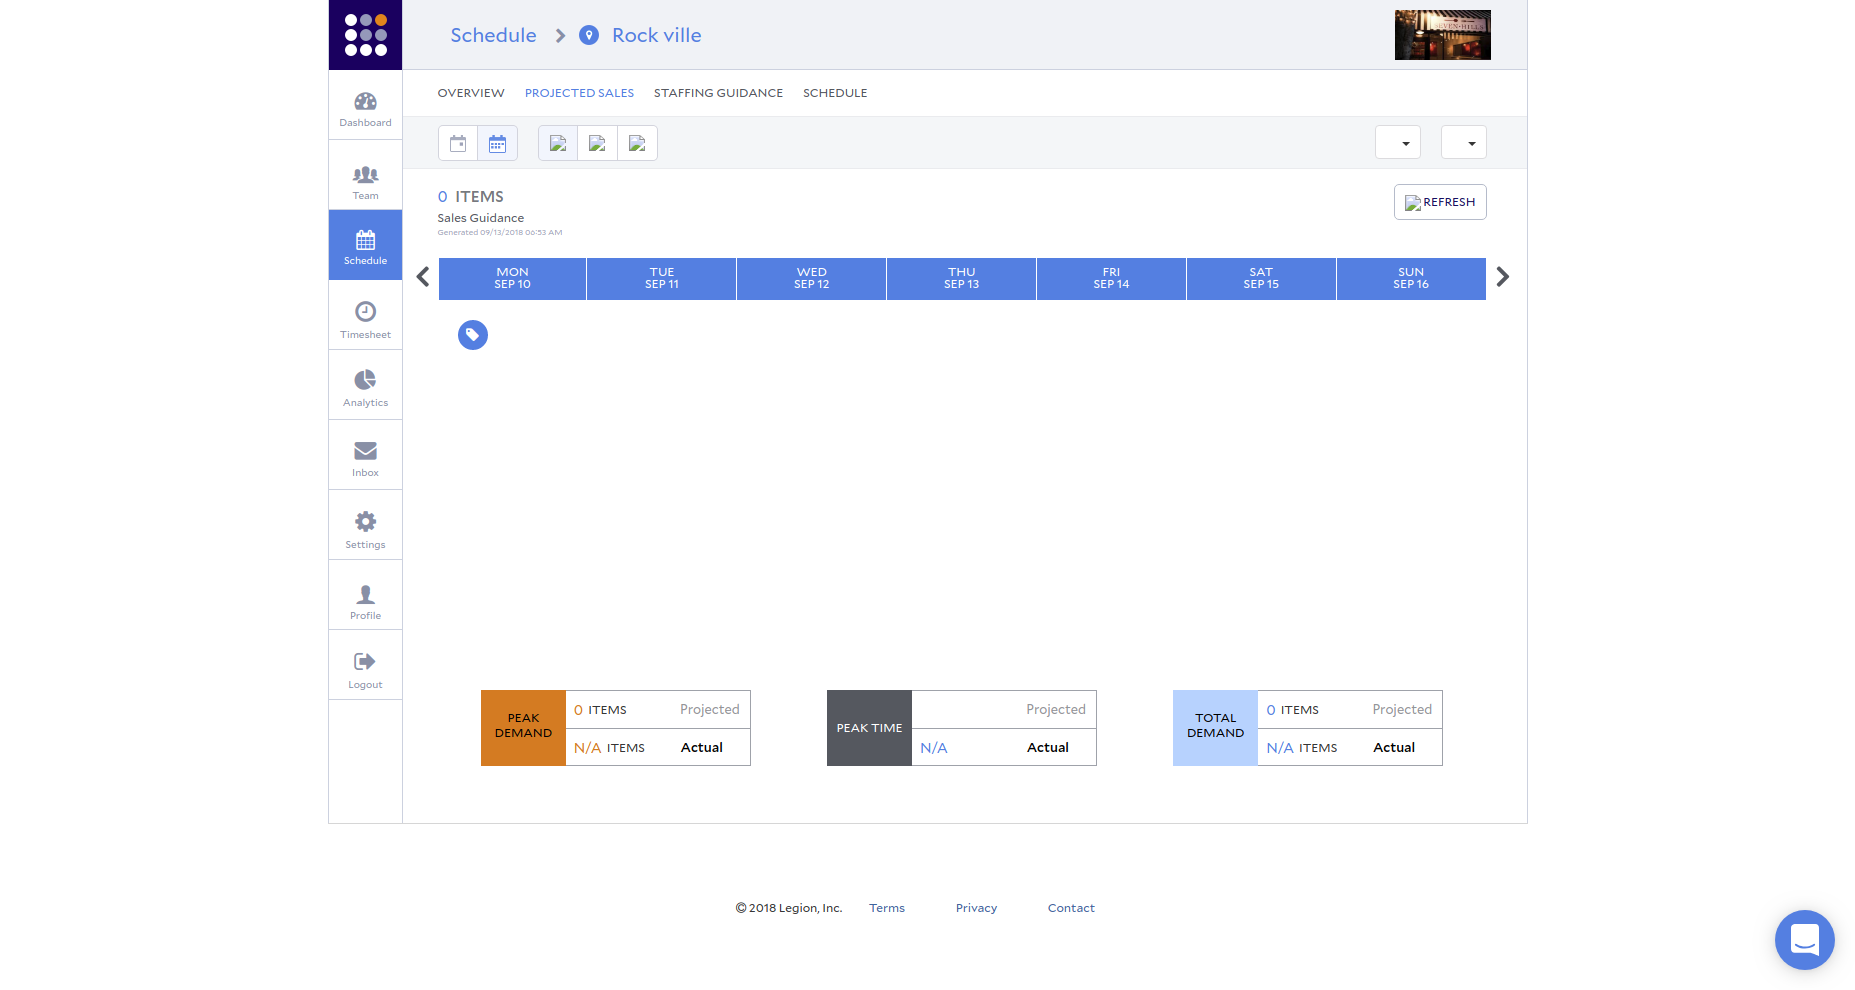 Schedule Rock ville
SEVEN HILLS
OVERVIEW PROJECTED SALES STAFFING GUIDANCE SCHEDULE
Dashboard
Team
Schedule
Timesheet
Analytics
Inbox
Settings
Profile
Logout
0 ITEMS
Sales Guidance
Generated 09/13/2018 06:53 AM
REFRESH
MON TUE WED THU FRI SAT SUN
SEP 10 SEP 11 SEP 12 SEP 13 SEP 14 SEP 15 SEP 16
PEAK DEMAND
0 ITEMS Projected
N/A ITEMS Actual
PEAK TIME
Projected
N/A Actual
TOTAL DEMAND
0 ITEMS Projected
N/A ITEMS Actual
© 2018 Legion, Inc. Terms Privacy Contact